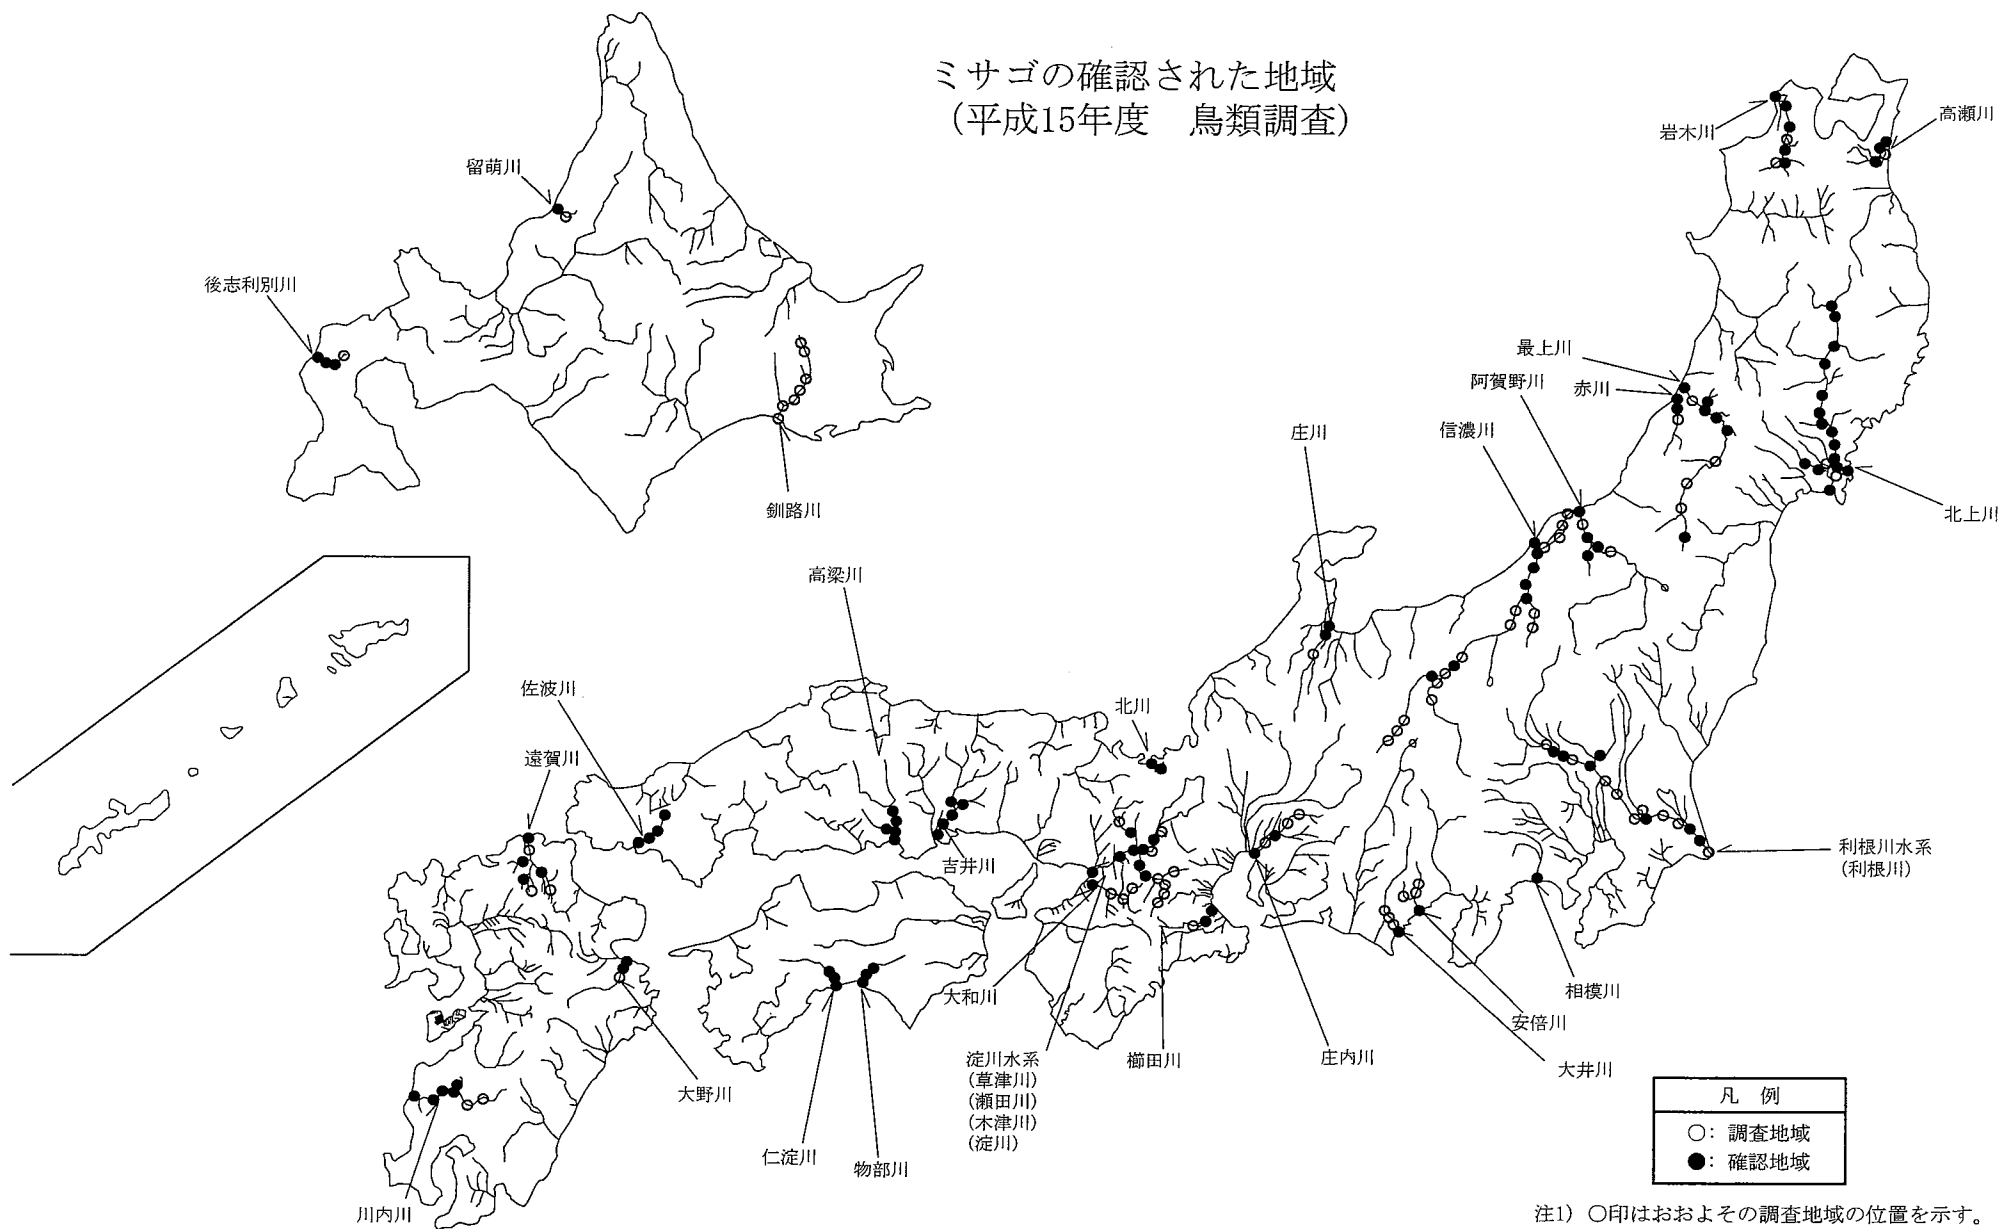 ミサゴの確認された地域
(平成15年度　鳥類調査)
岩木川
高瀬川
留萌川
後志利別川
釧路川
最上川
阿賀野川
赤川
信濃川
庄川
北上川
高梁川
佐波川
遠賀川
北川
吉井川
利根川水系
(利根川)
大和川
相模川
安倍川
大井川
淀川水系
(草津川)
(瀬田川)
(木津川)
(淀川)
櫛田川
庄内川
大野川
仁淀川
物部川
川内川
凡　例
○: 調査地域
●: 確認地域
注1) ○印はおおよその調査地域の位置を示す。